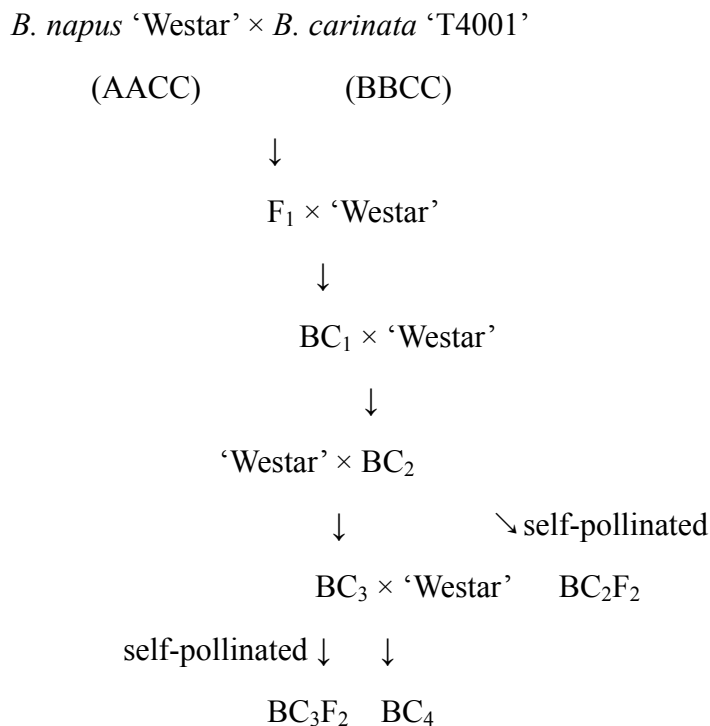 B. napus ‘Westar’ × B. carinata ‘T4001’
(AACC) (BBCC)
↓
F₁ × ‘Westar’
↓
BC₁ × ‘Westar’
↓
‘Westar’ × BC₂
↓ ↘ self-pollinated
BC₃ × ‘Westar’ BC₂F₂
self-pollinated ↓ ↓
BC₃F₂ BC₄